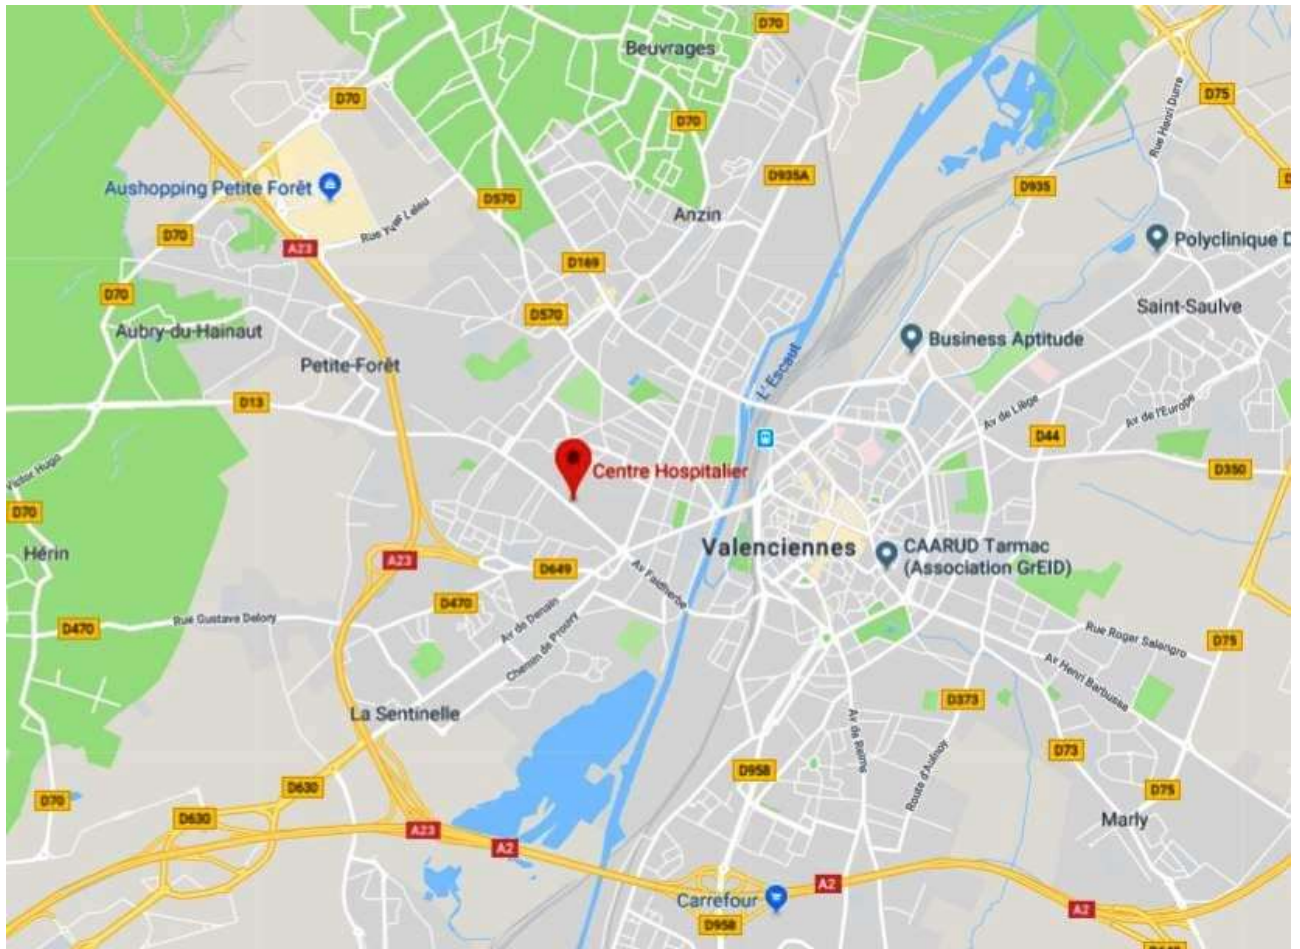 D70
Beuvrages
D75
D70
Rue Henri Durre
D70
D935A
D935
Aushopping Petite Forêt
D570
Anzin
Rue Yvan Lelou
D70
A23
Polyclinique D
D169
D70
Saint-Saulve
D570
Aubry-du-Hainaut
Business Aptitude
Petite-Forêt
L' Escaut
D13
Av de Liège
Av de l'Europe
D44
Victor Hugo
Centre Hospitalier
D350
D70
Valenciennes
CAARUD Tarmac
(Association GrEID)
Hérin
A23
D649
Av Faidherbe
D470
Rue Gustave Delory
Av de Denain
D470
Chemin de Prouvy
Rue Roger Salengro
D75
Av Henri Barbusse
D373
La Sentinelle
Av de Reims
Route d'Aulnoy
D73
D958
D630
D75
D70
D630
Marly
A23
A2
A2
Carrefour
A2
D958